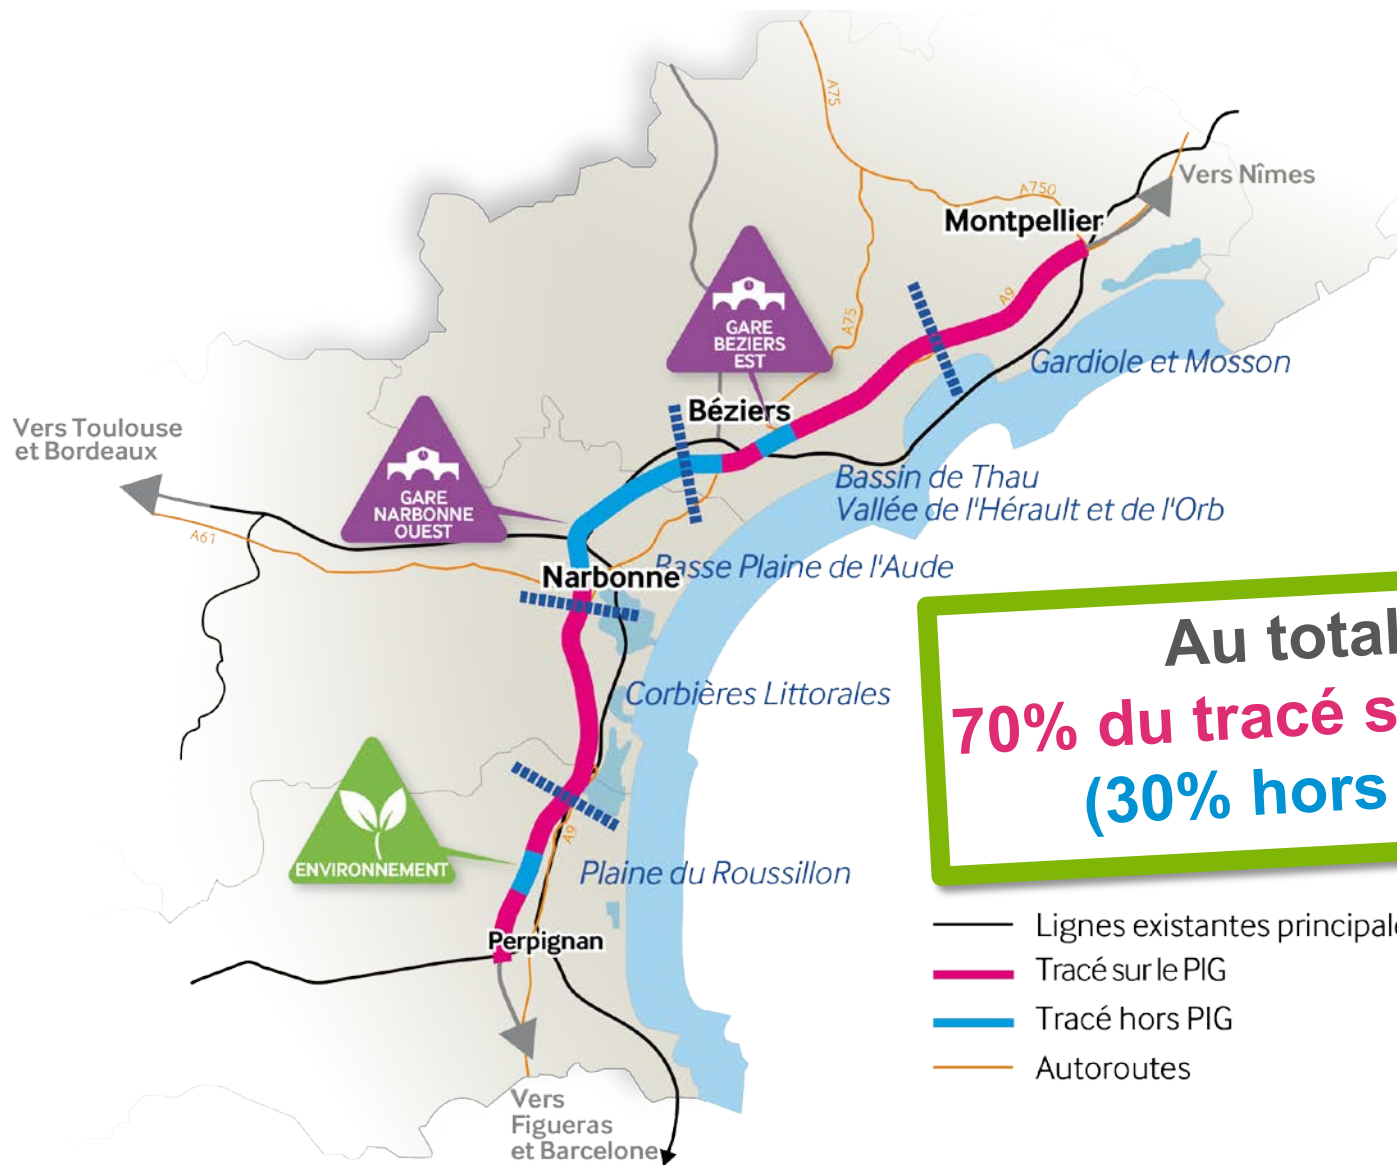 A75
A750
Vers Nîmes
Montpellier
A9
GARE
BEZIERS
EST
A75
Gardiole et Mosson
Béziers
Vers Toulouse
et Bordeaux
GARE
NARBONNE
OUEST
Bassin de Thau
Vallée de l'Hérault et de l'Orb
A61
Narbonne
Basse Plaine de l'Aude
Au total
70% du tracé s
(30% hors
Corbières Littorales
ENVIRONNEMENT
A9
Plaine du Roussillon
Perpignan
Lignes existantes principale
Tracé sur le PIG
Tracé hors PIG
Autoroutes
Vers
Figueras
et Barcelone